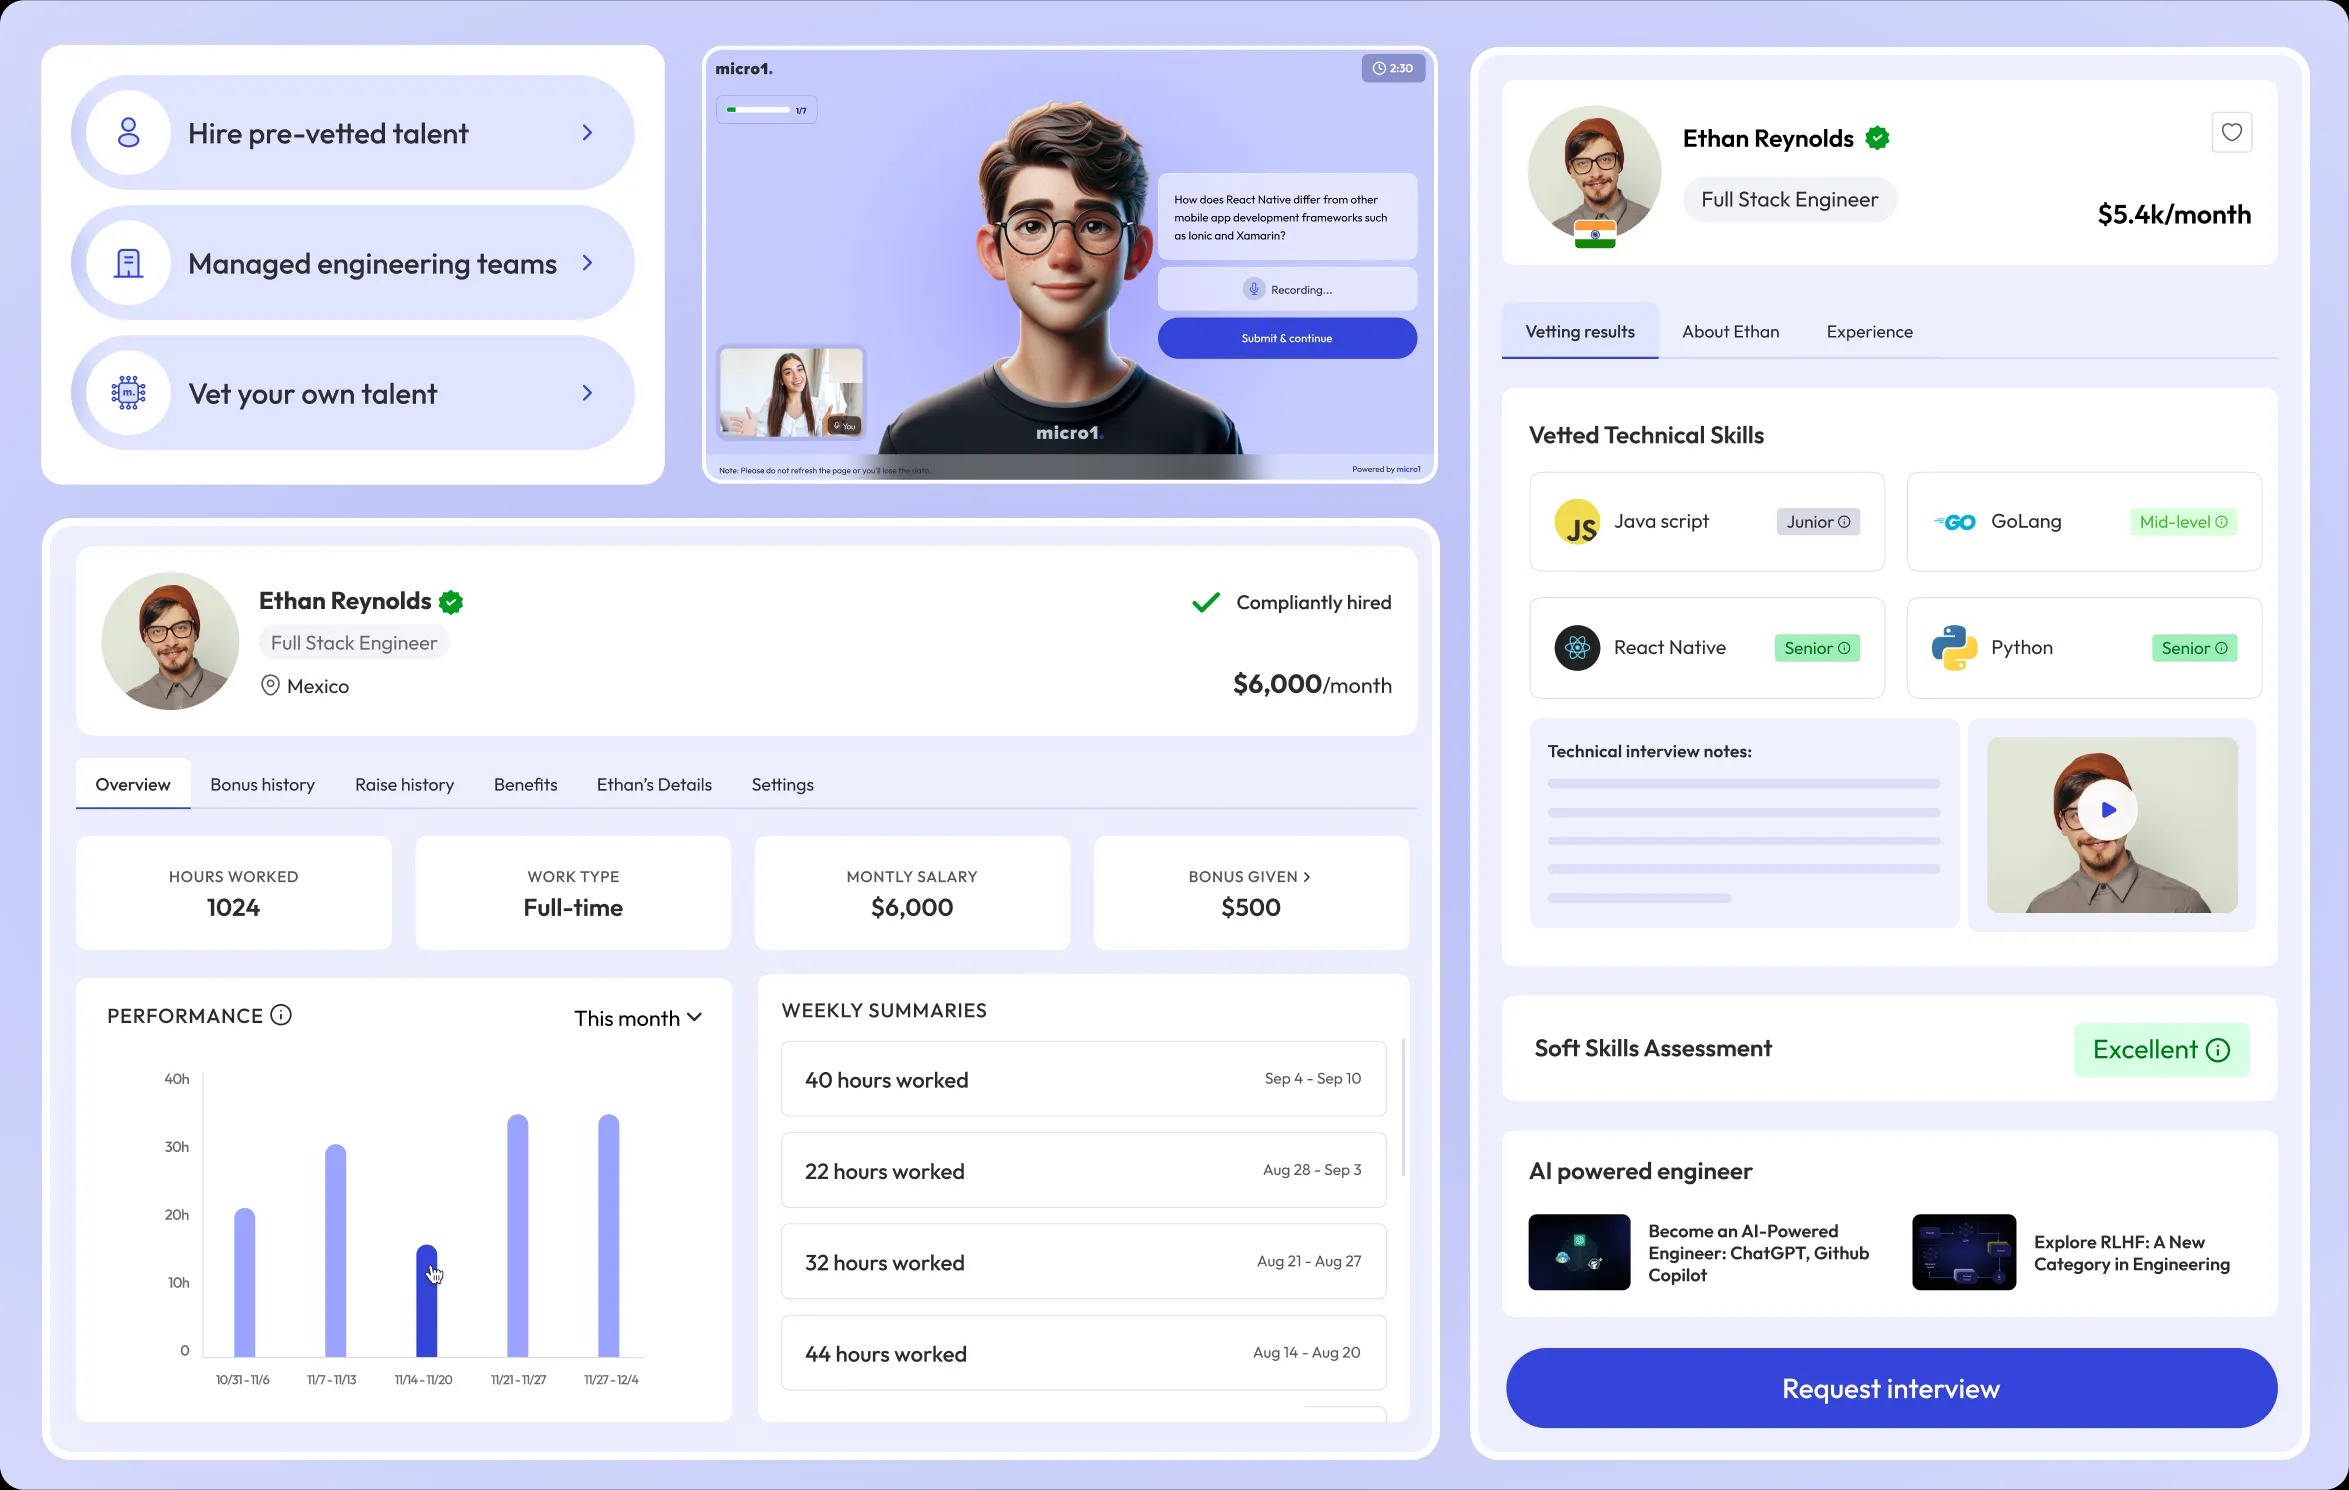 Hire pre-vetted talent
Managed engineering teams
m.
Vet your own talent
micro1.
2:30
1/7
How does React Native differ from other
mobile app development frameworks such
as Ionic and Xamarin?
Recording...
Submit & continue
You
micro1.
Note: Please do not refresh the page or you'll lose the data.
Powered by micro1
Ethan Reynolds
Full Stack Engineer
Mexico
Compliantly hired
$6,000/month
Overview
Bonus history
Raise history
Benefits
Ethan's Details
Settings
HOURS WORKED
1024
WORK TYPE
Full-time
MONTLY SALARY
$6,000
BONUS GIVEN
$500
PERFORMANCE
This month
40h
30h
20h
10h
0
10/31 - 11/6
11/7 - 11/13
11/14 - 11/20
11/21 - 11/27
11/27 - 12/4
WEEKLY SUMMARIES
40 hours worked
Sep 4 - Sep 10
22 hours worked
Aug 28 - Sep 3
32 hours worked
Aug 21 - Aug 27
44 hours worked
Aug 14 - Aug 20
Ethan Reynolds
Full Stack Engineer
$5.4k/month
Vetting results
About Ethan
Experience
Vetted Technical Skills
JS
Java script
Junior
GO
GoLang
Mid-level
React Native
Senior
Python
Senior
Technical interview notes:
Soft Skills Assessment
Excellent
AI powered engineer
Become an AI-Powered
Engineer: ChatGPT, Github
Copilot
Explore RLHF: A New
Category in Engineering
Request interview